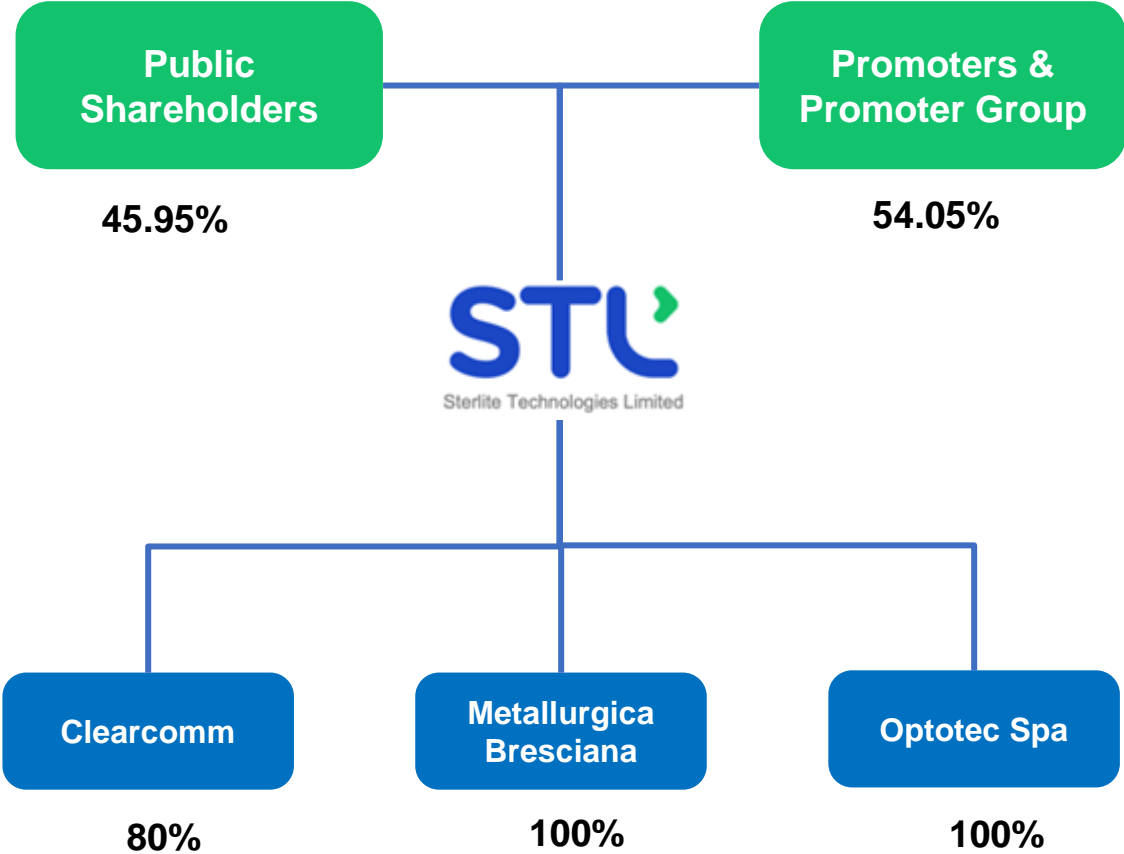 Public
Shareholders
Promoters &
Promoter Group
45.95%
54.05%
STL
Sterlite Technologies Limited
Clearcomm
Metallurgica
Bresciana
Optotec Spa
80%
100%
100%